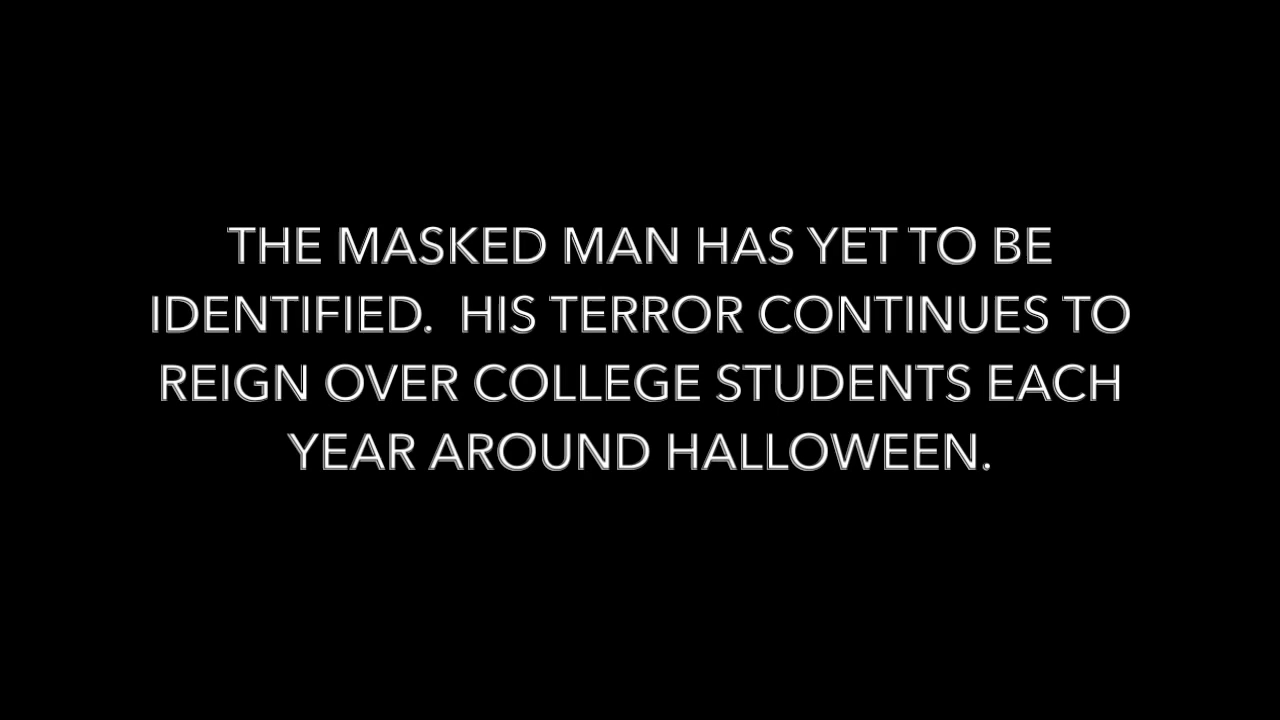 THE MASKED MAN HAS YET TO BE
IDENTIFIED.  HIS TERROR CONTINUES TO
REIGN OVER COLLEGE STUDENTS EACH
YEAR AROUND HALLOWEEN.